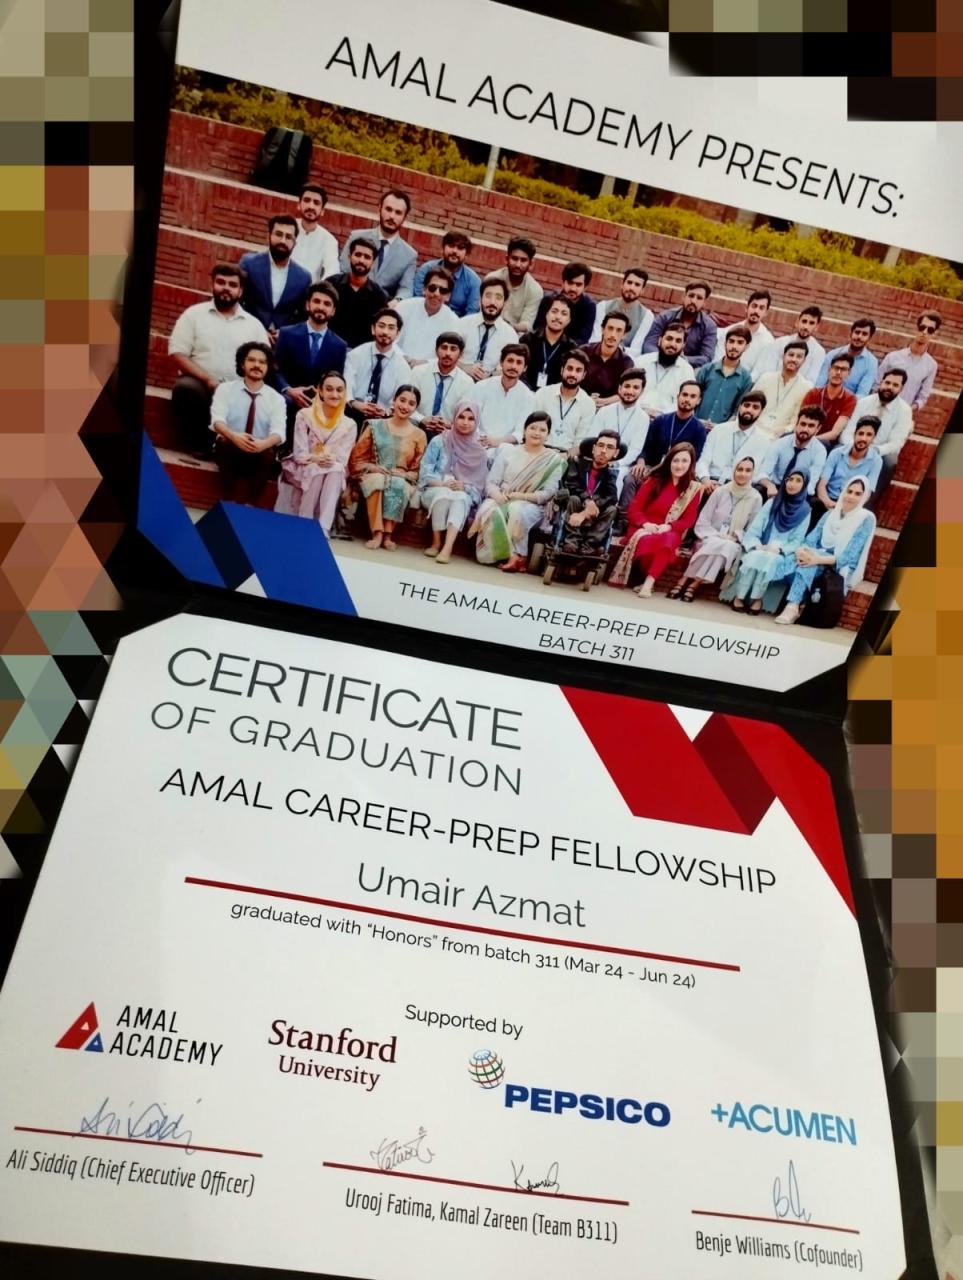 AMAL ACADEMY PRESENTS:
THE AMAL CAREER-PREP FELLOWSHIP
BATCH 311
CERTIFICATE
OF GRADUATION
AMAL CAREER-PREP FELLOWSHIP
Umair Azmat
graduated with “Honors” from batch 311 (Mar 24 - Jun 24)
Supported by
AMAL
ACADEMY
Stanford
University
PEPSICO
+ACUMEN
Ali Siddiq (Chief Executive Officer)
Urooj Fatima, Kamal Zareen (Team B311)
Benje Williams (Cofounder)